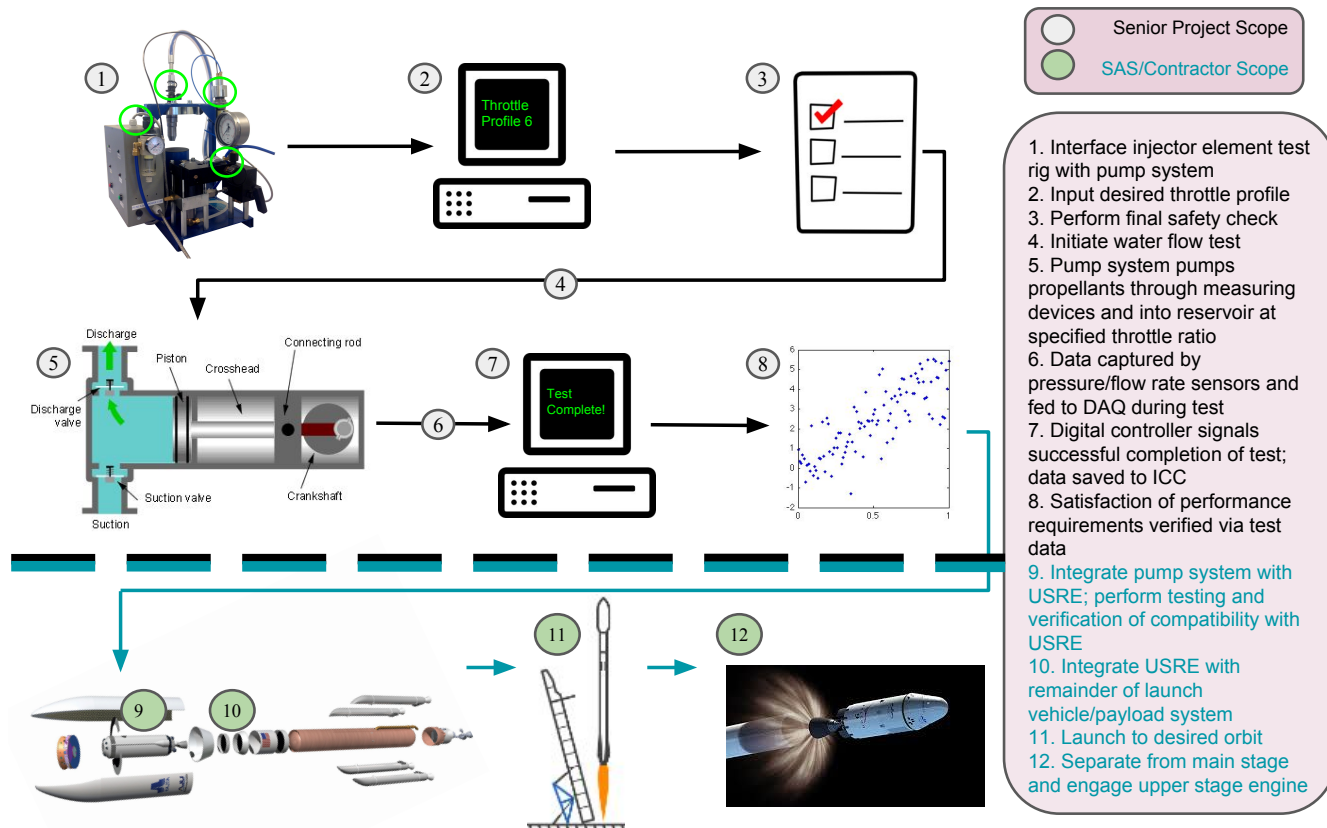 Senior Project Scope
SAS/Contractor Scope
1
2
Throttle
Profile 6
3
4
5
Discharge
Piston
Crosshead
Connecting rod
Discharge
valve
Suction valve
Suction
Crankshaft
6
7
Test
Complete!
8
6
5
4
3
2
1
0
-1
-2
0
0.5
1
1. Interface injector element test
rig with pump system
2. Input desired throttle profile
3. Perform final safety check
4. Initiate water flow test
5. Pump system pumps
propellants through measuring
devices and into reservoir at
specified throttle ratio
6. Data captured by
pressure/flow rate sensors and
fed to DAQ during test
7. Digital controller signals
successful completion of test;
data saved to ICC
8. Satisfaction of performance
requirements verified via test
data
9. Integrate pump system with
USRE; perform testing and
verification of compatibility with
USRE
10. Integrate USRE with
remainder of launch
vehicle/payload system
11. Launch to desired orbit
12. Separate from main stage
and engage upper stage engine
9
10
11
12